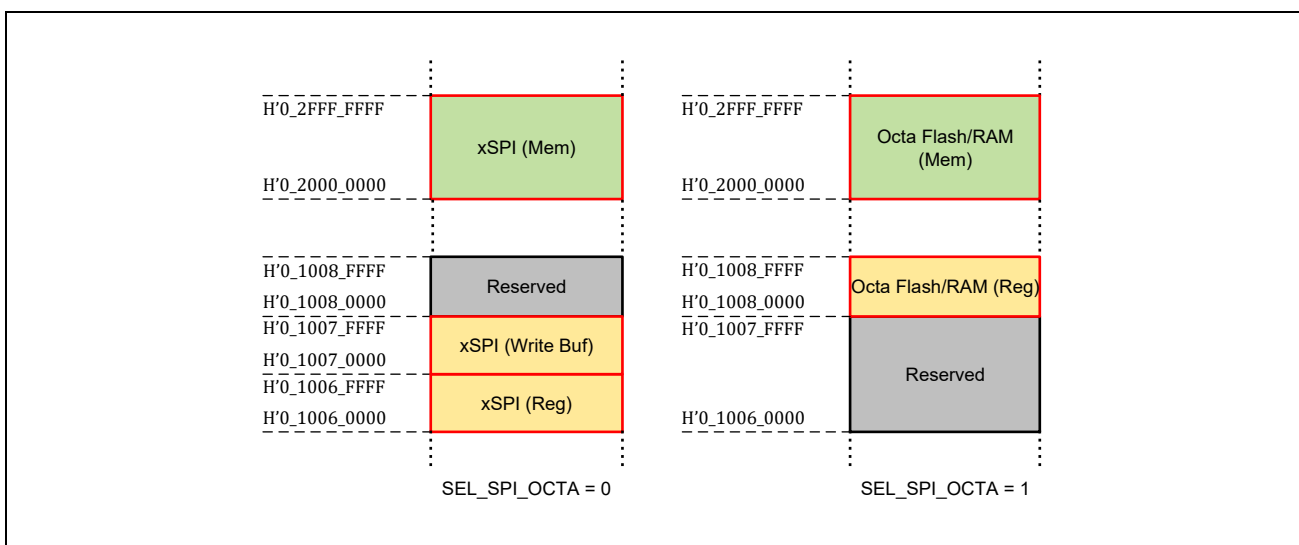 H'0_2FFF_FFFF
xSPI (Mem)
H'0_2000_0000
H'0_1008_FFFF
Reserved
H'0_1008_0000
H'0_1007_FFFF
xSPI (Write Buf)
H'0_1007_0000
H'0_1006_FFFF
xSPI (Reg)
H'0_1006_0000
SEL_SPI_OCTA = 0
H'0_2FFF_FFFF
Octa Flash/RAM
(Mem)
H'0_2000_0000
H'0_1008_FFFF
Octa Flash/RAM (Reg)
H'0_1008_0000
H'0_1007_FFFF
Reserved
H'0_1006_0000
SEL_SPI_OCTA = 1